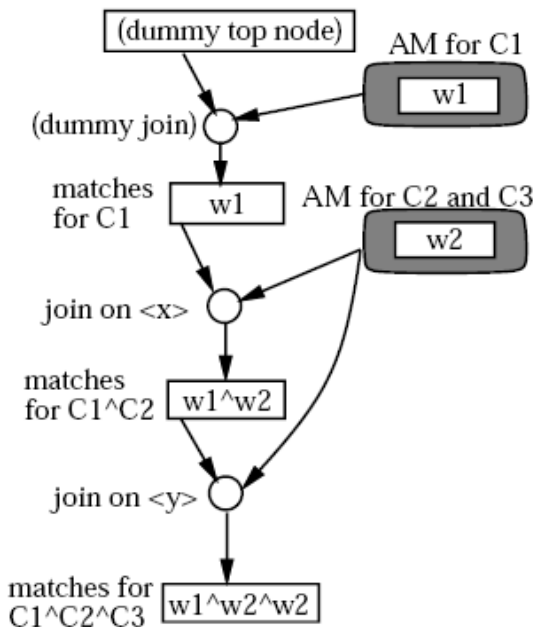 (dummy top node)
AM for C1
w1
(dummy join)
matches
for C1
w1
AM for C2 and C3
w2
join on <x>
matches
for C1^C2
w1^w2
join on <y>
matches for
C1^C2^C3
w1^w2^w2